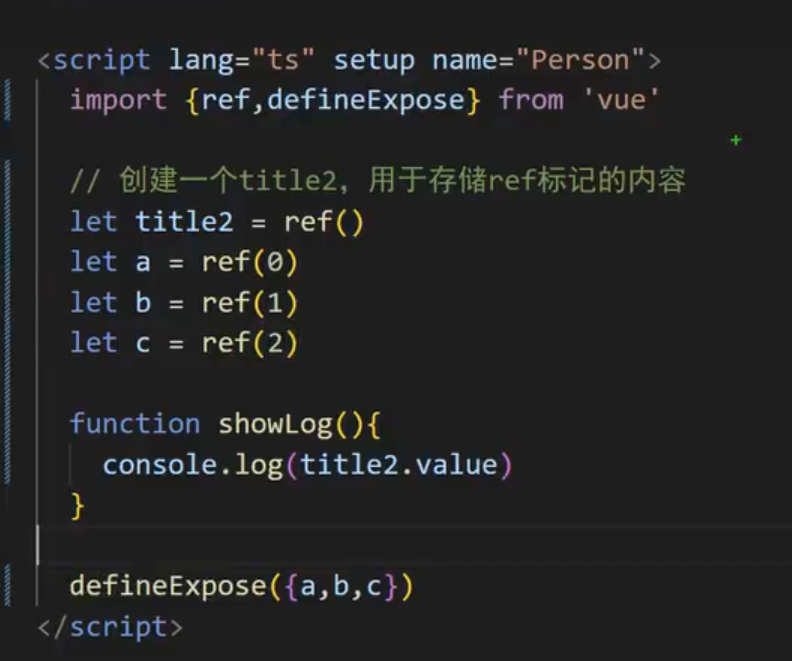 <script lang="ts" setup name="Person">
import {ref,defineExpose} from 'vue'
// 创建一个title2，用于存储ref标记的内容
let title2 = ref()
let a = ref(0)
let b = ref(1)
let c = ref(2)
function showLog(){
console.log(title2.value)
}
defineExpose({a,b,c})
</script>